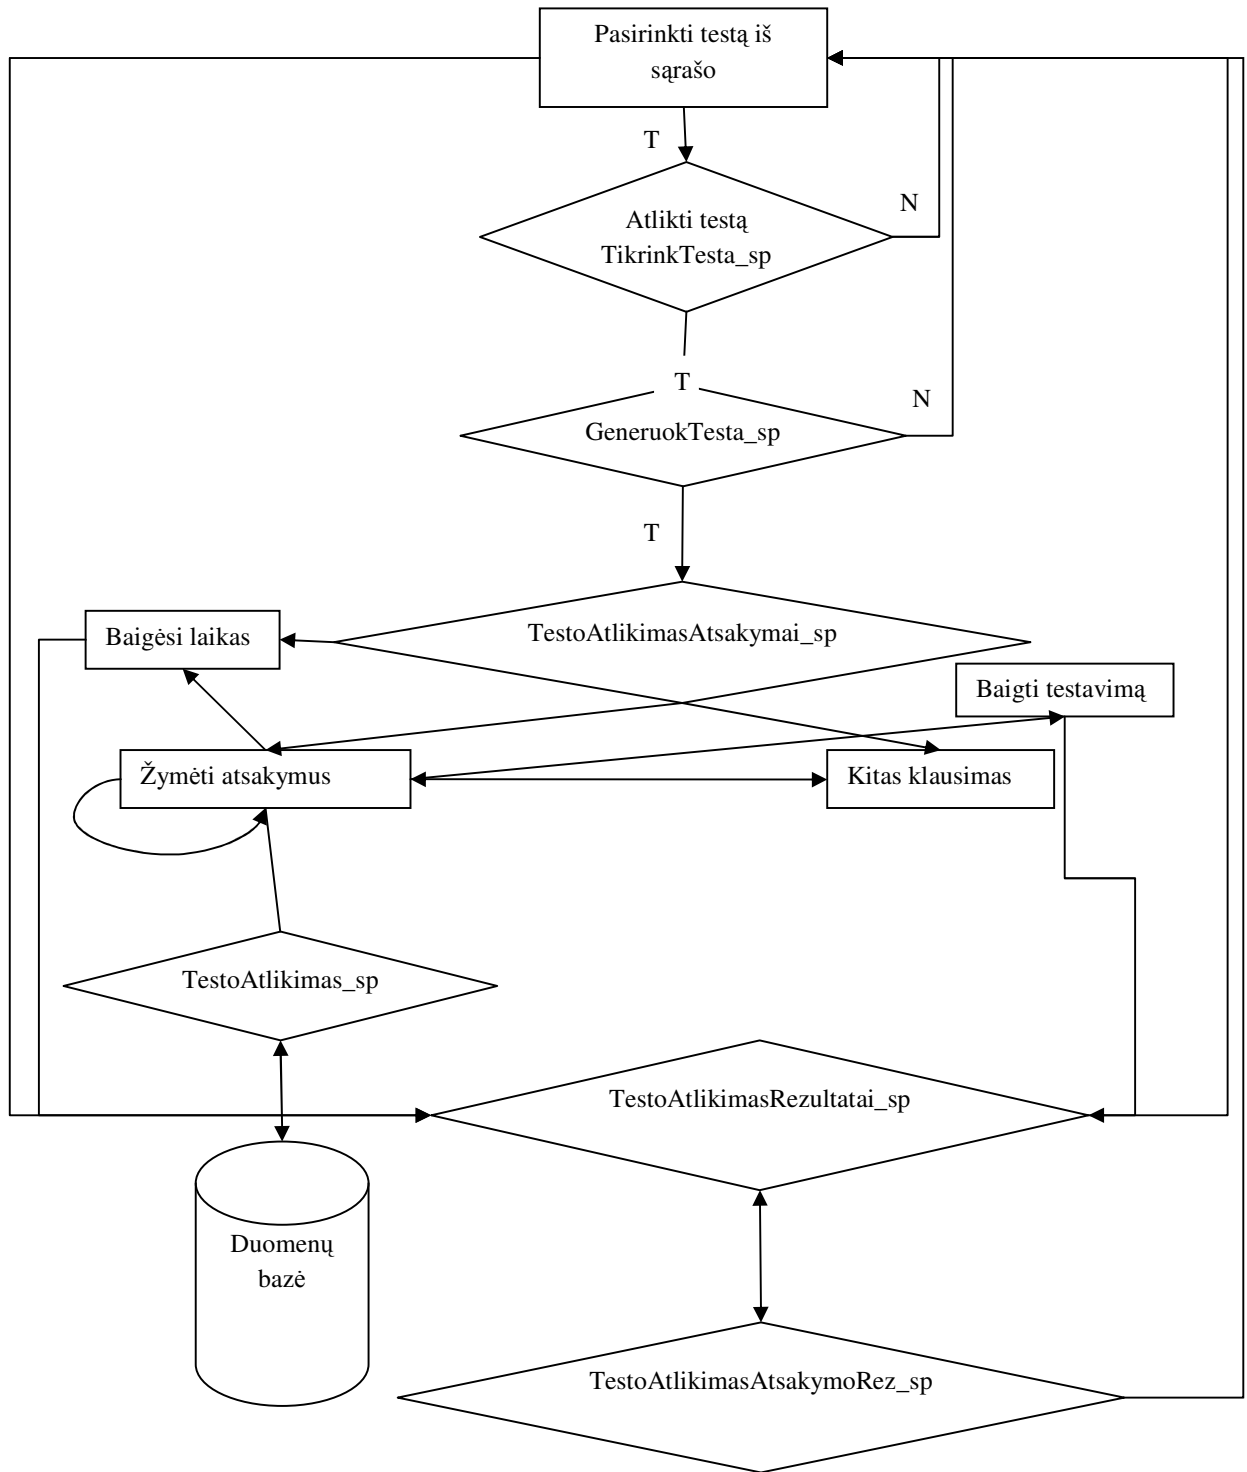 Pasirinkti testą iš
sąrašo
T
N
Atlikti testą
TikrinkTesta_sp
T
N
GeneruokTesta_sp
T
TestoAtlikimasAtsakymai_sp
Baigėsi laikas
Baigti testavimą
Žymėti atsakymus
Kitas klausimas
TestoAtlikimas_sp
TestoAtlikimasRezultatai_sp
Duomenų
bazė
TestoAtlikimasAtsakymoRez_sp